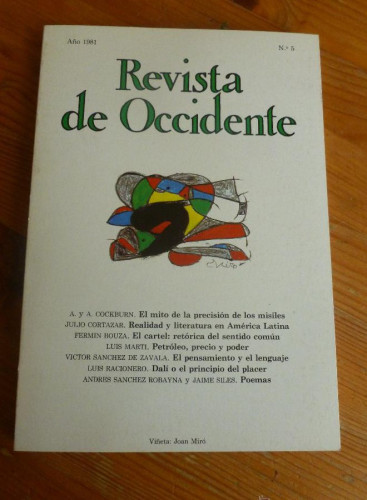 Año 1981 N.º 5
Revista
de Occidente
Miró
A. y A. COCKBURN. El mito de la precisión de los misiles
JULIO CORTAZAR. Realidad y literatura en América Latina
FERMIN BOUZA. El cartel: retórica del sentido común
LUIS MARTI. Petróleo, precio y poder
VICTOR SANCHEZ DE ZAVALA. El pensamiento y el lenguaje
LUIS RACIONERO. Dalí o el principio del placer
ANDRES SANCHEZ ROBAYNA y JAIME SILES. Poemas
Viñeta: Joan Miró